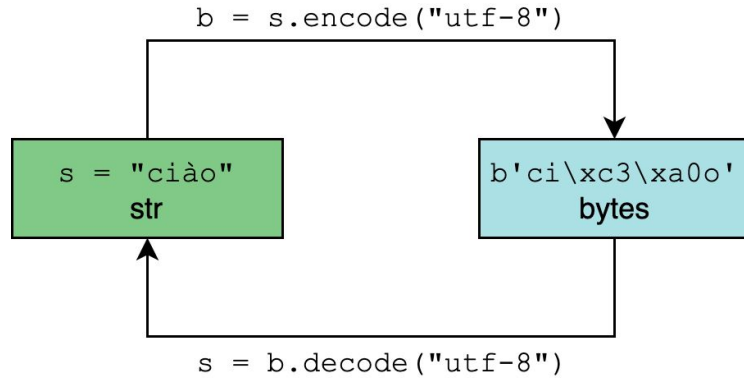 b = s.encode("utf-8")
s = "ciào"
str
b'ci\xc3\xa0o'
bytes
s = b.decode("utf-8")